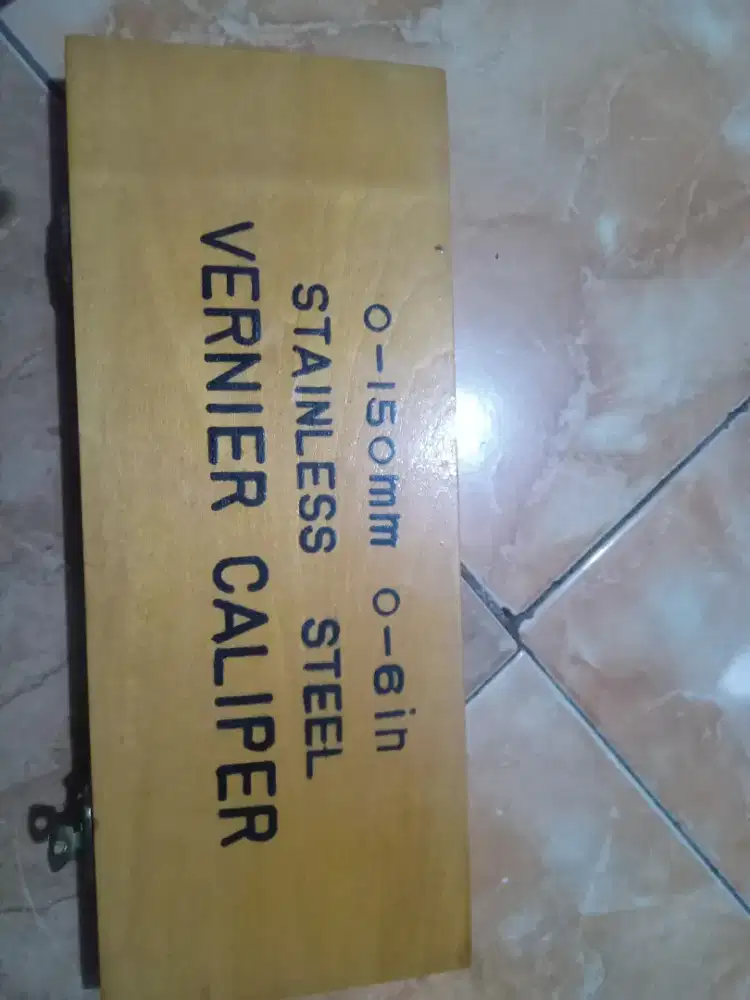 0-150mm 0-6in
STAINLESS STEEL
VERNIER CALIPER